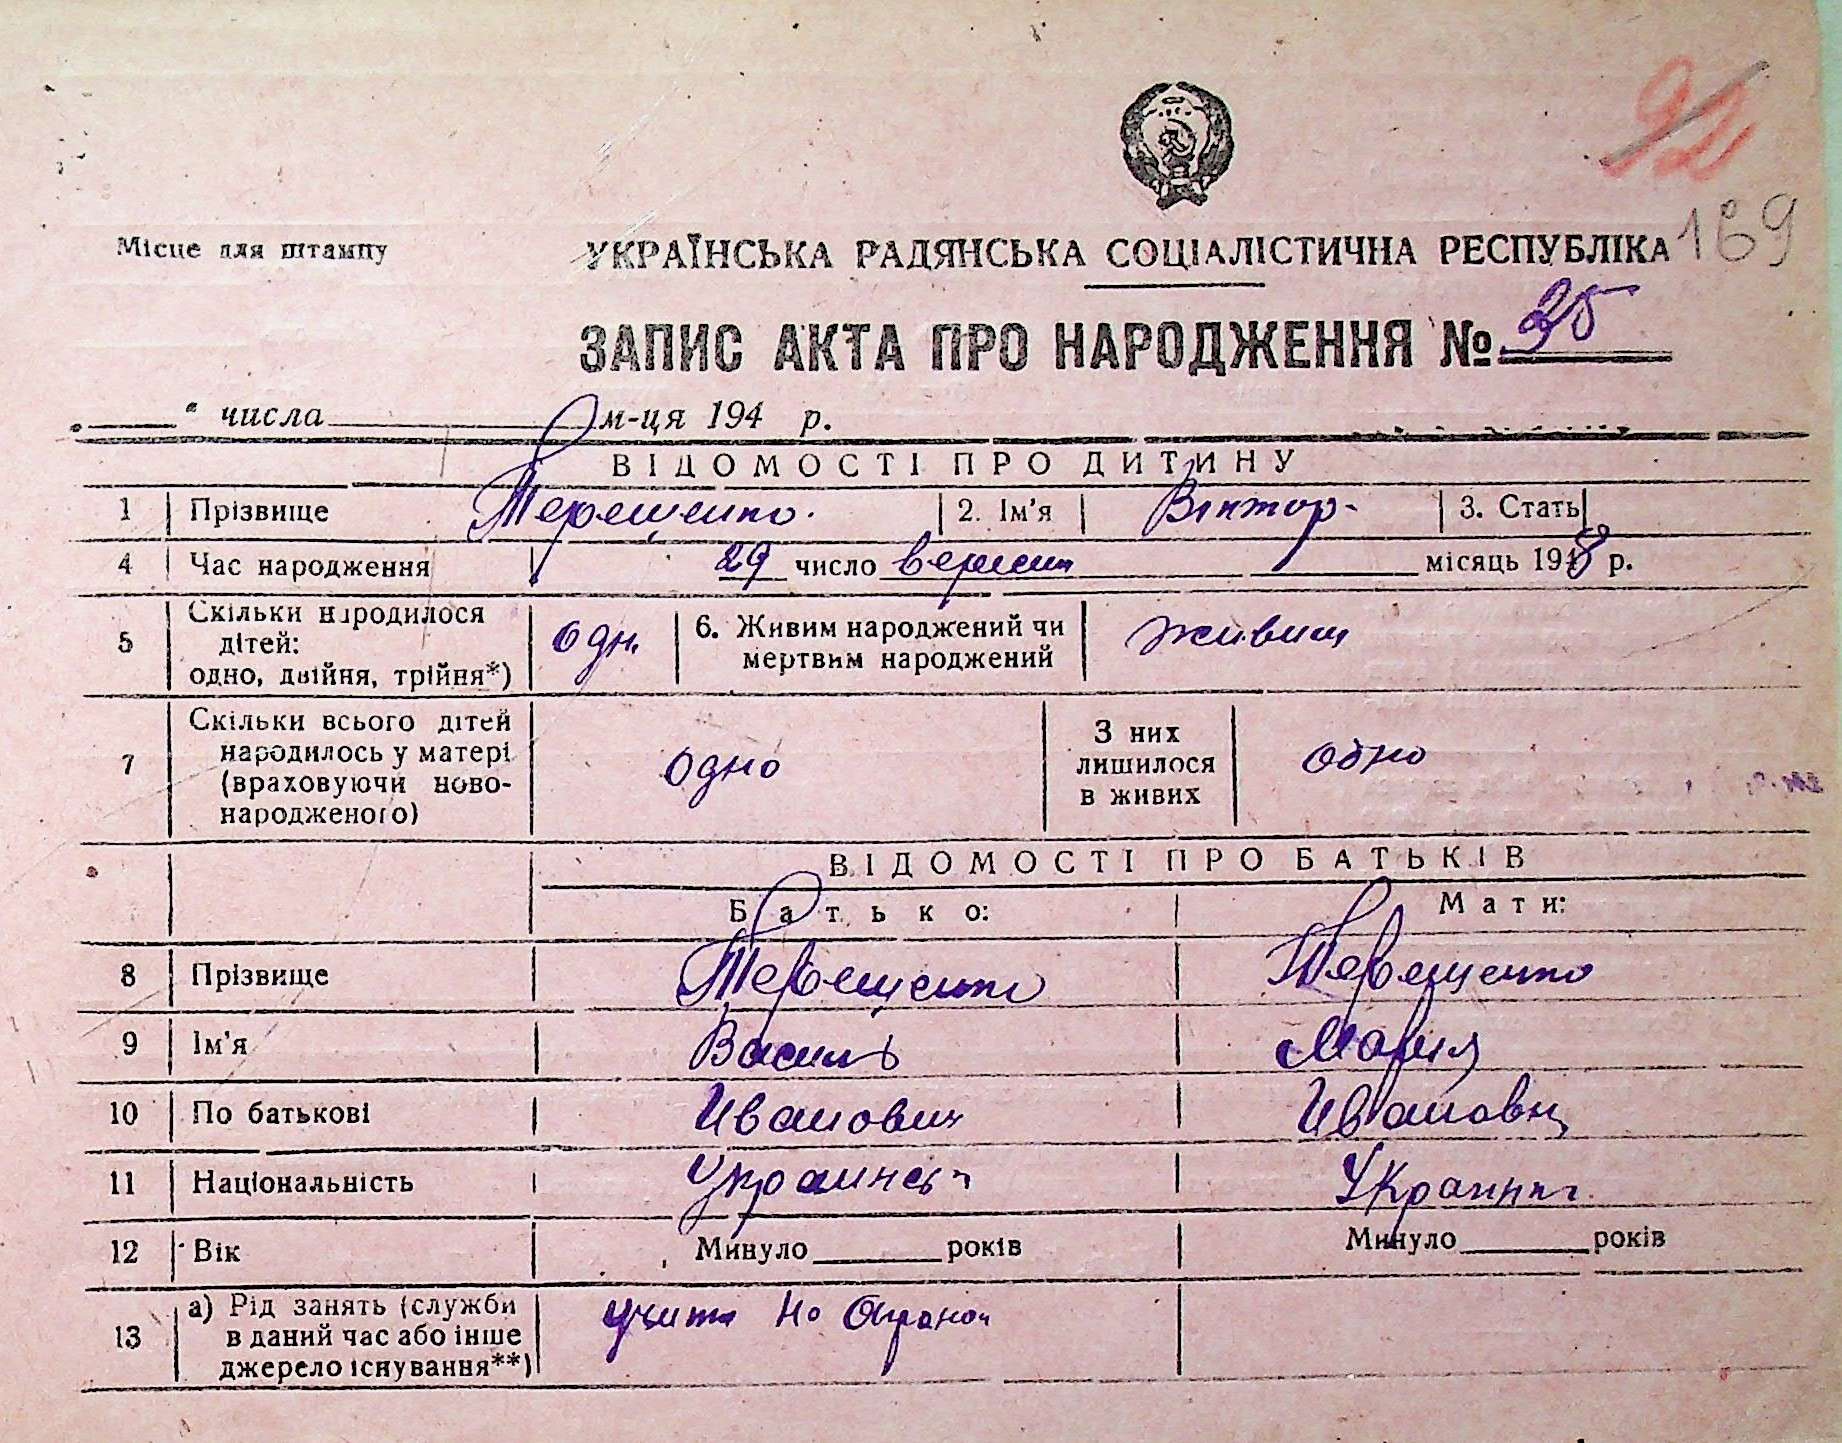 92
169
Місце для штампу
УКРАЇНСЬКА РАДЯНСЬКА СОЦІАЛІСТИЧНА РЕСПУБЛІКА
ЗАПИС АКТА ПРО НАРОДЖЕННЯ №
„ “ числа м-ця 194 р.
ВІДОМОСТІ ПРО ДИТИНУ
1 Прізвище Терещенко. 2. Ім'я Віктор- 3. Стать
4 Час народження 29 число вересня місяць 1948 р.
5 Скільки народилося дітей: одно, двійня, трійня*) одн. 6. Живим народжений чи мертвим народжений живим
7 Скільки всього дітей народилось у матері (враховуючи новонародженого) одно З них лишилося в живих одно
ВІДОМОСТІ ПРО БАТЬКІВ
Батько: Мати:
8 Прізвище Терещенко Терещенко
9 Ім'я Василь Мария
10 По батькові Иванович Ивановн
11 Національність
12 Вік Минуло років Минуло років
13 а) Рід занять (служби в даний час або інше джерело існування**)